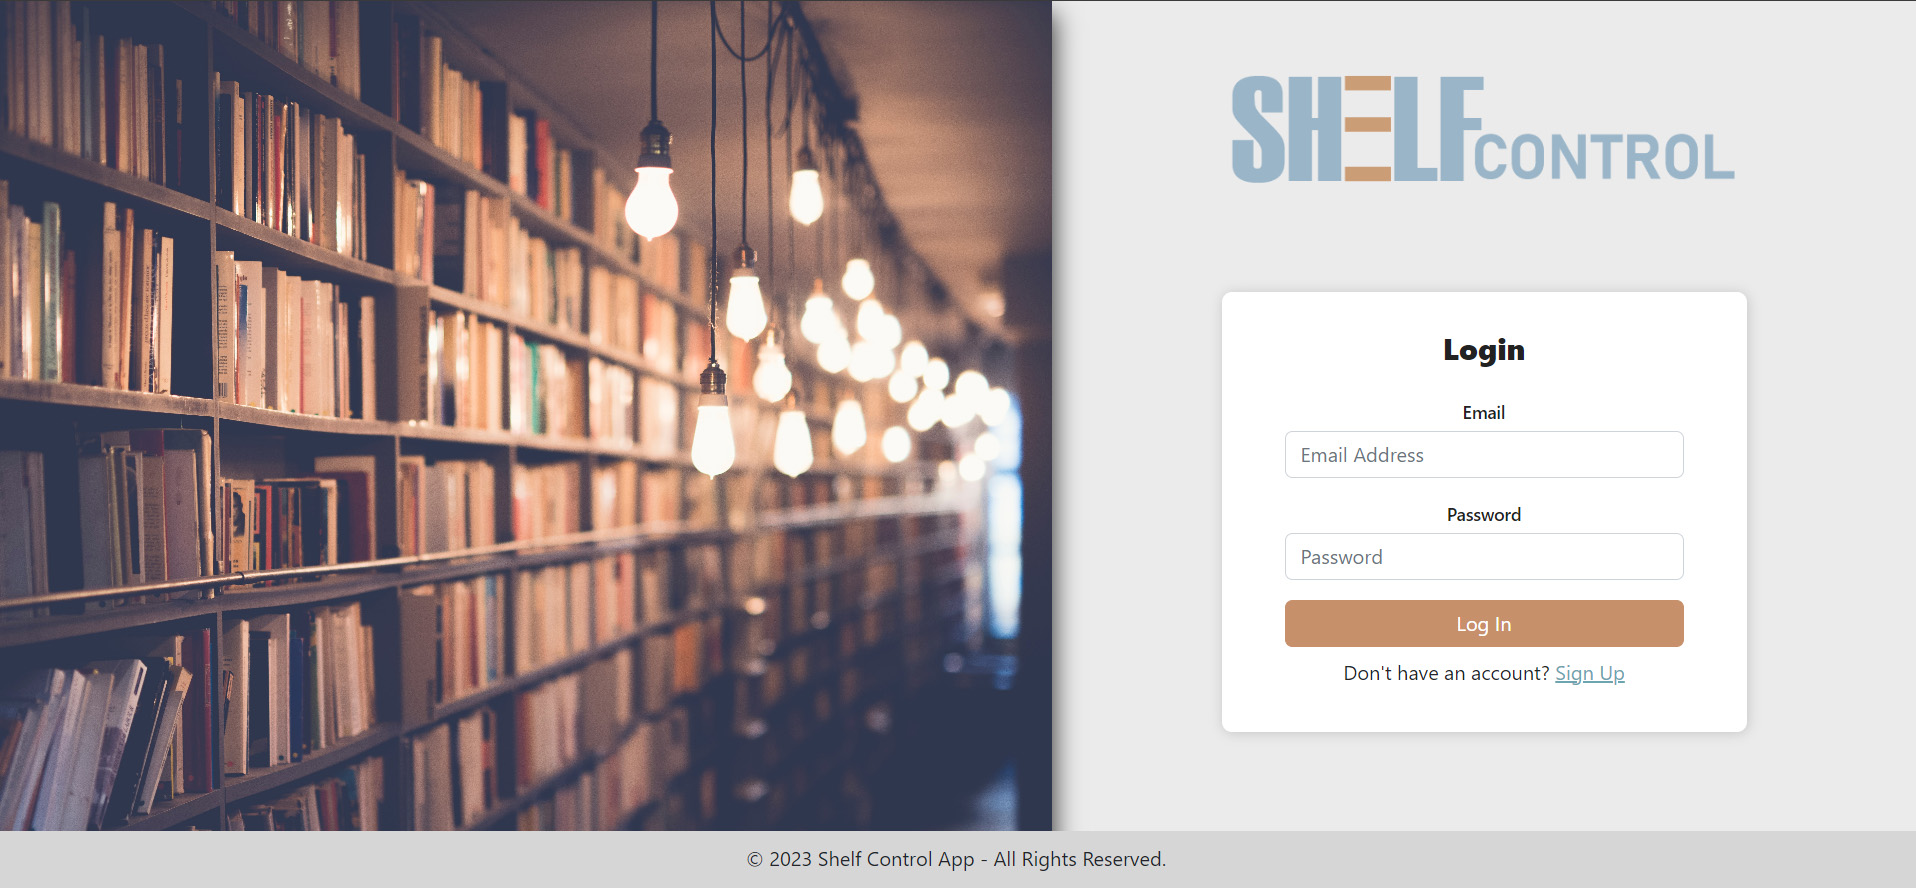 SHELF CONTROL
Login
Email
Email Address
Password
Password
Log In
Don't have an account? Sign Up
© 2023 Shelf Control App - All Rights Reserved.